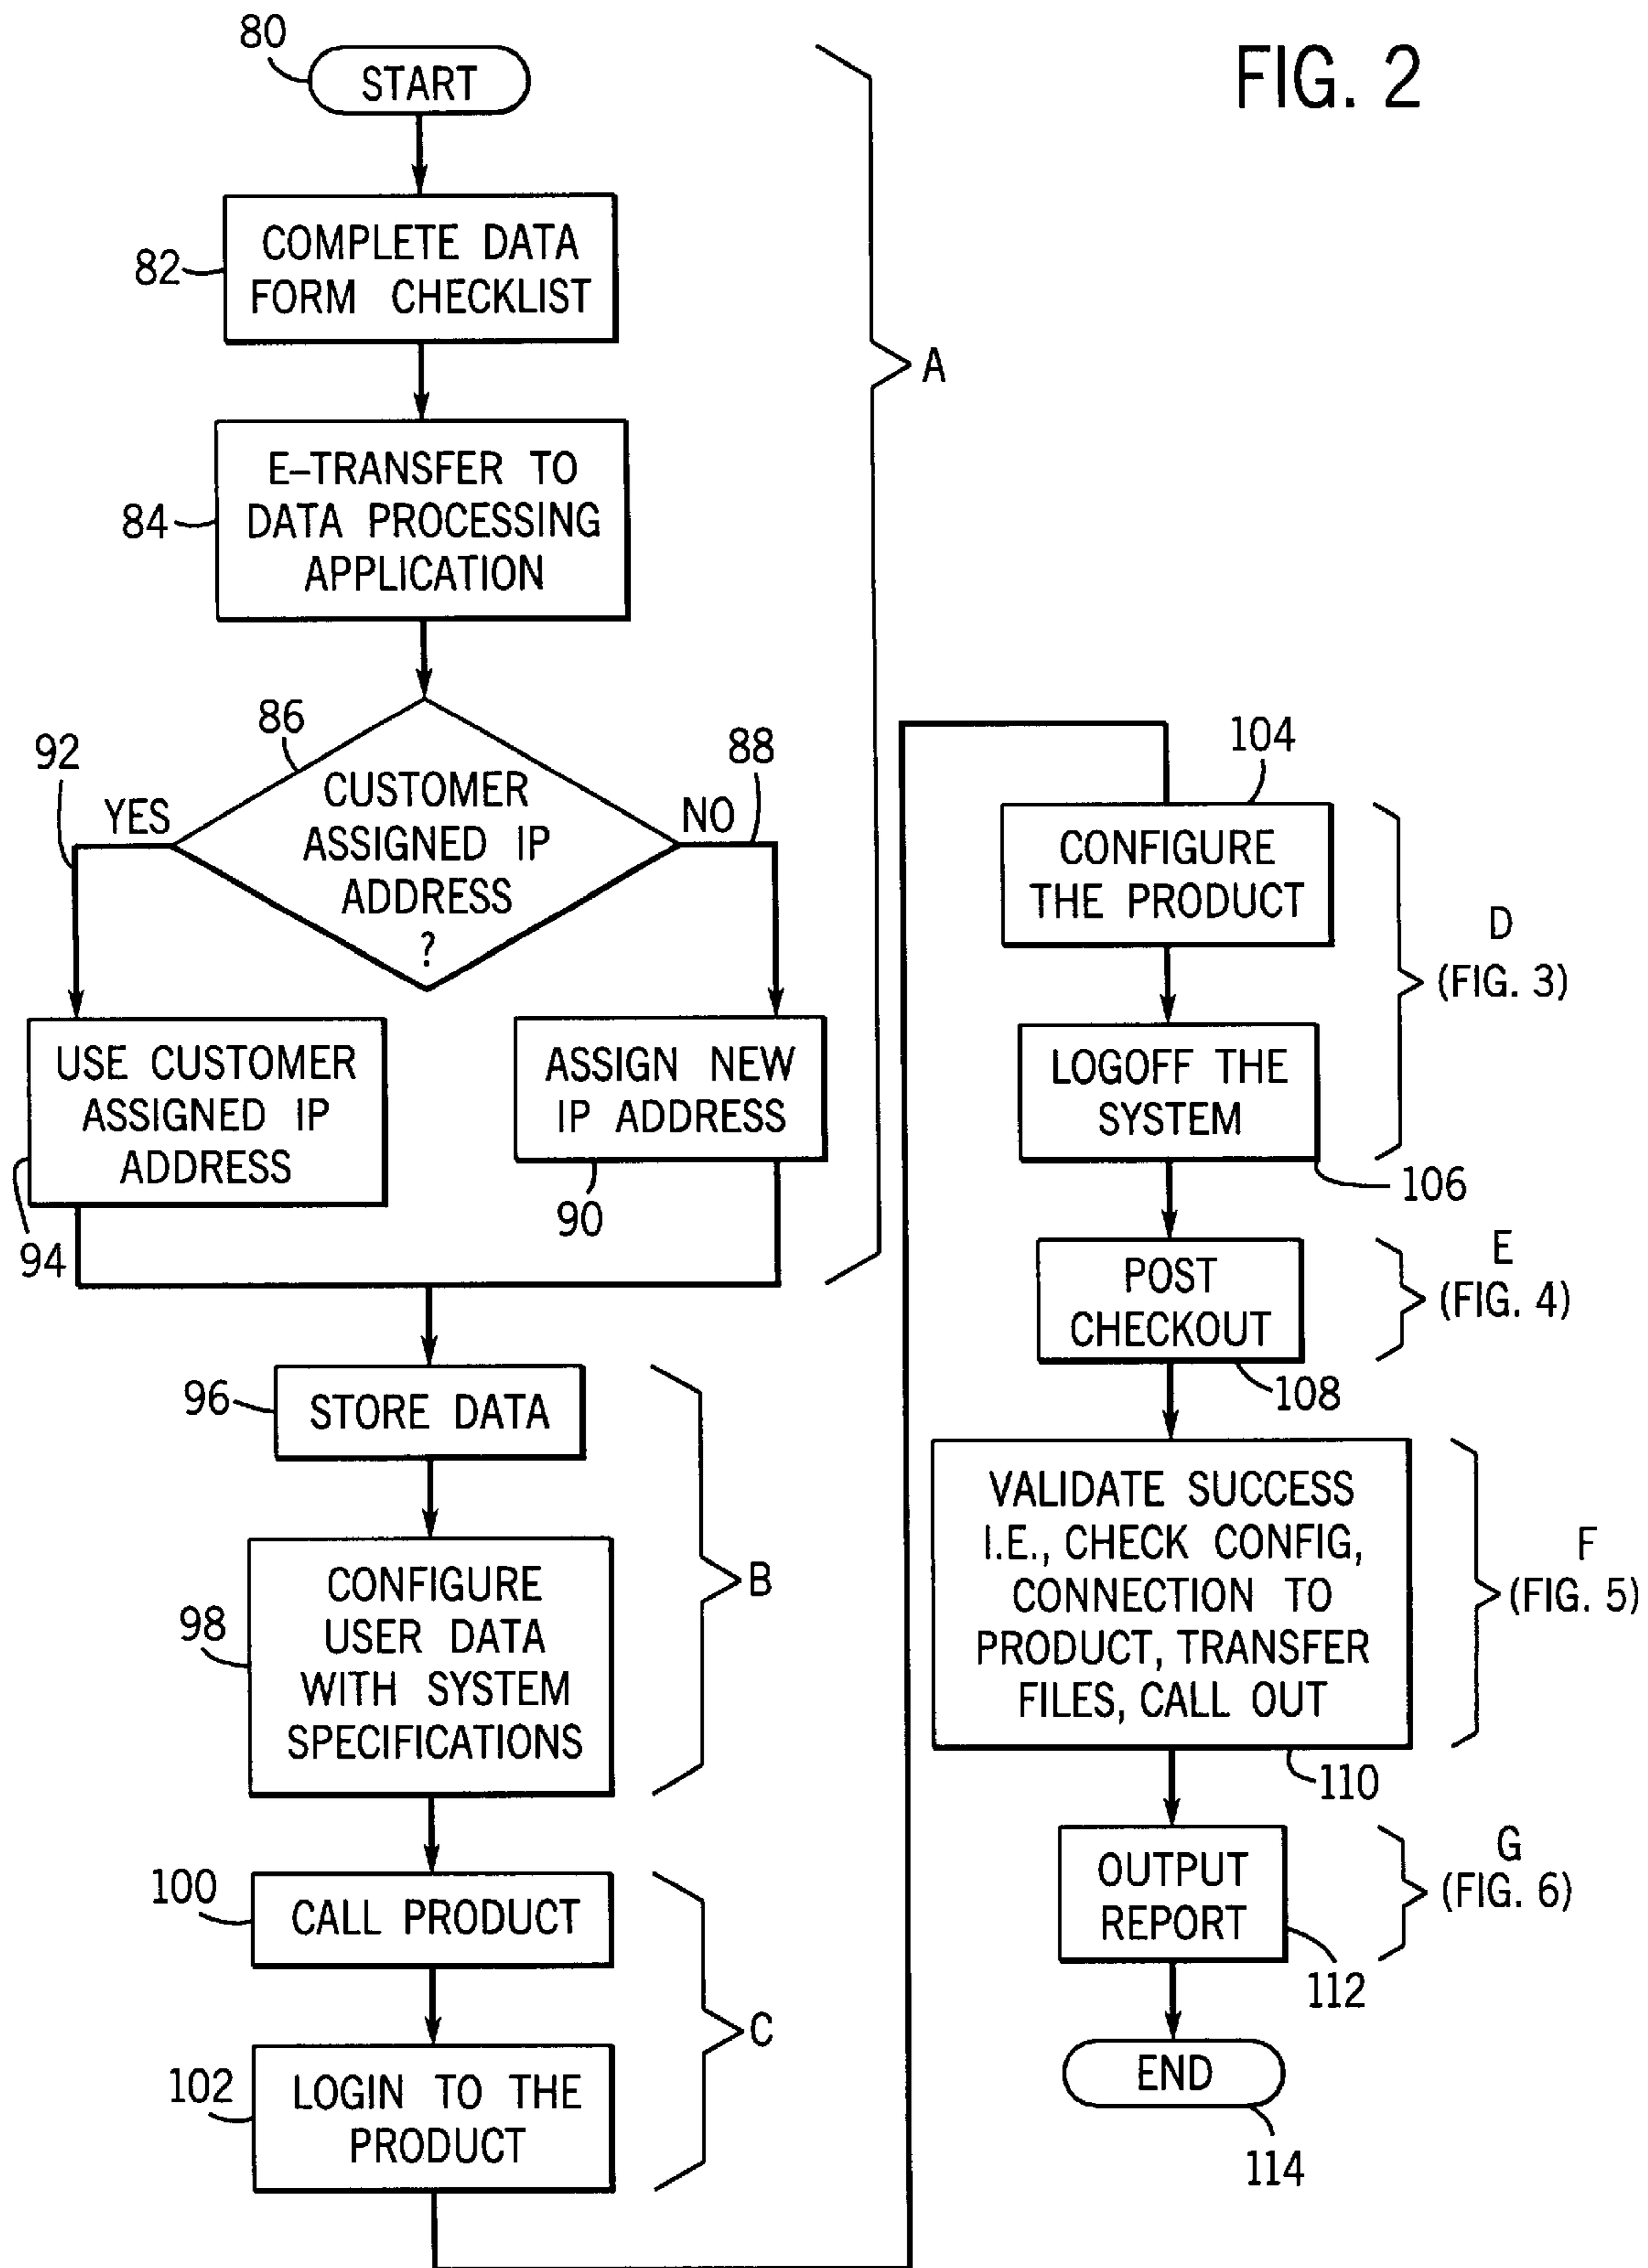 FIG. 2
80
START
82
COMPLETE DATA
FORM CHECKLIST
A
84
E-TRANSFER TO
DATA PROCESSING
APPLICATION
86
92
88
YES
NO
CUSTOMER
ASSIGNED IP
ADDRESS
?
USE CUSTOMER
ASSIGNED IP
ADDRESS
94
ASSIGN NEW
IP ADDRESS
90
96
STORE DATA
98
CONFIGURE
USER DATA
WITH SYSTEM
SPECIFICATIONS
B
100
CALL PRODUCT
C
102
LOGIN TO THE
PRODUCT
104
CONFIGURE
THE PRODUCT
D
(FIG. 3)
LOGOFF THE
SYSTEM
106
POST
CHECKOUT
108
E
(FIG. 4)
VALIDATE SUCCESS
I.E., CHECK CONFIG,
CONNECTION TO
PRODUCT, TRANSFER
FILES, CALL OUT
110
F
(FIG. 5)
OUTPUT
REPORT
112
G
(FIG. 6)
END
114